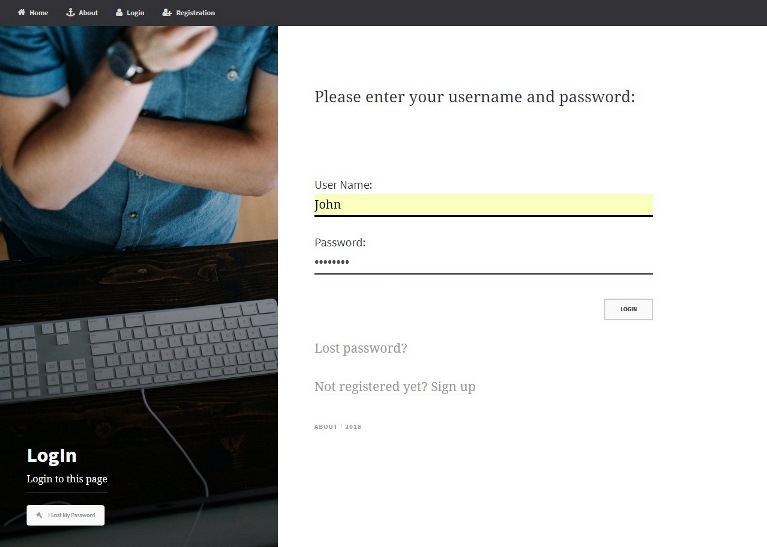 Home About Login Registration
Please enter your username and password:
User Name:
John
Password:
••••••••
LOGIN
Lost password?
Not registered yet? Sign up
ABOUT ' 2018
LogIn
Login to this page
I Lost My Password